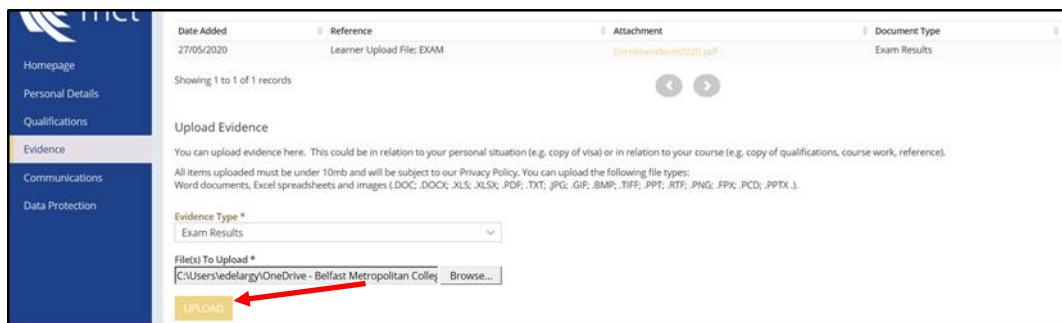 met
Homepage
Personal Details
Qualifications
Evidence
Communications
Data Protection
Date Added Reference Attachment Document Type
27/05/2020 Learner Upload File; EXAM Enrolmentform2020.pdf Exam Results
Showing 1 to 1 of 1 records
Upload Evidence
You can upload evidence here. This could be in relation to your personal situation (e.g. copy of visa) or in relation to your course (e.g. copy of qualifications, course work, reference).
All items uploaded must be under 10mb and will be subject to our Privacy Policy. You can upload the following file types:
Word documents, Excel spreadsheets and images (.DOC; .DOCX; .XLS; .XLSX; .PDF; .TXT; .JPG; .GIF; .BMP; .TIFF; .PPT; .RTF; .PNG; .FPX; .PCD; .PPTX .).
Evidence Type *
Exam Results
File(s) To Upload *
C:\Users\edelargy\OneDrive - Belfast Metropolitan Colleg Browse...
UPLOAD